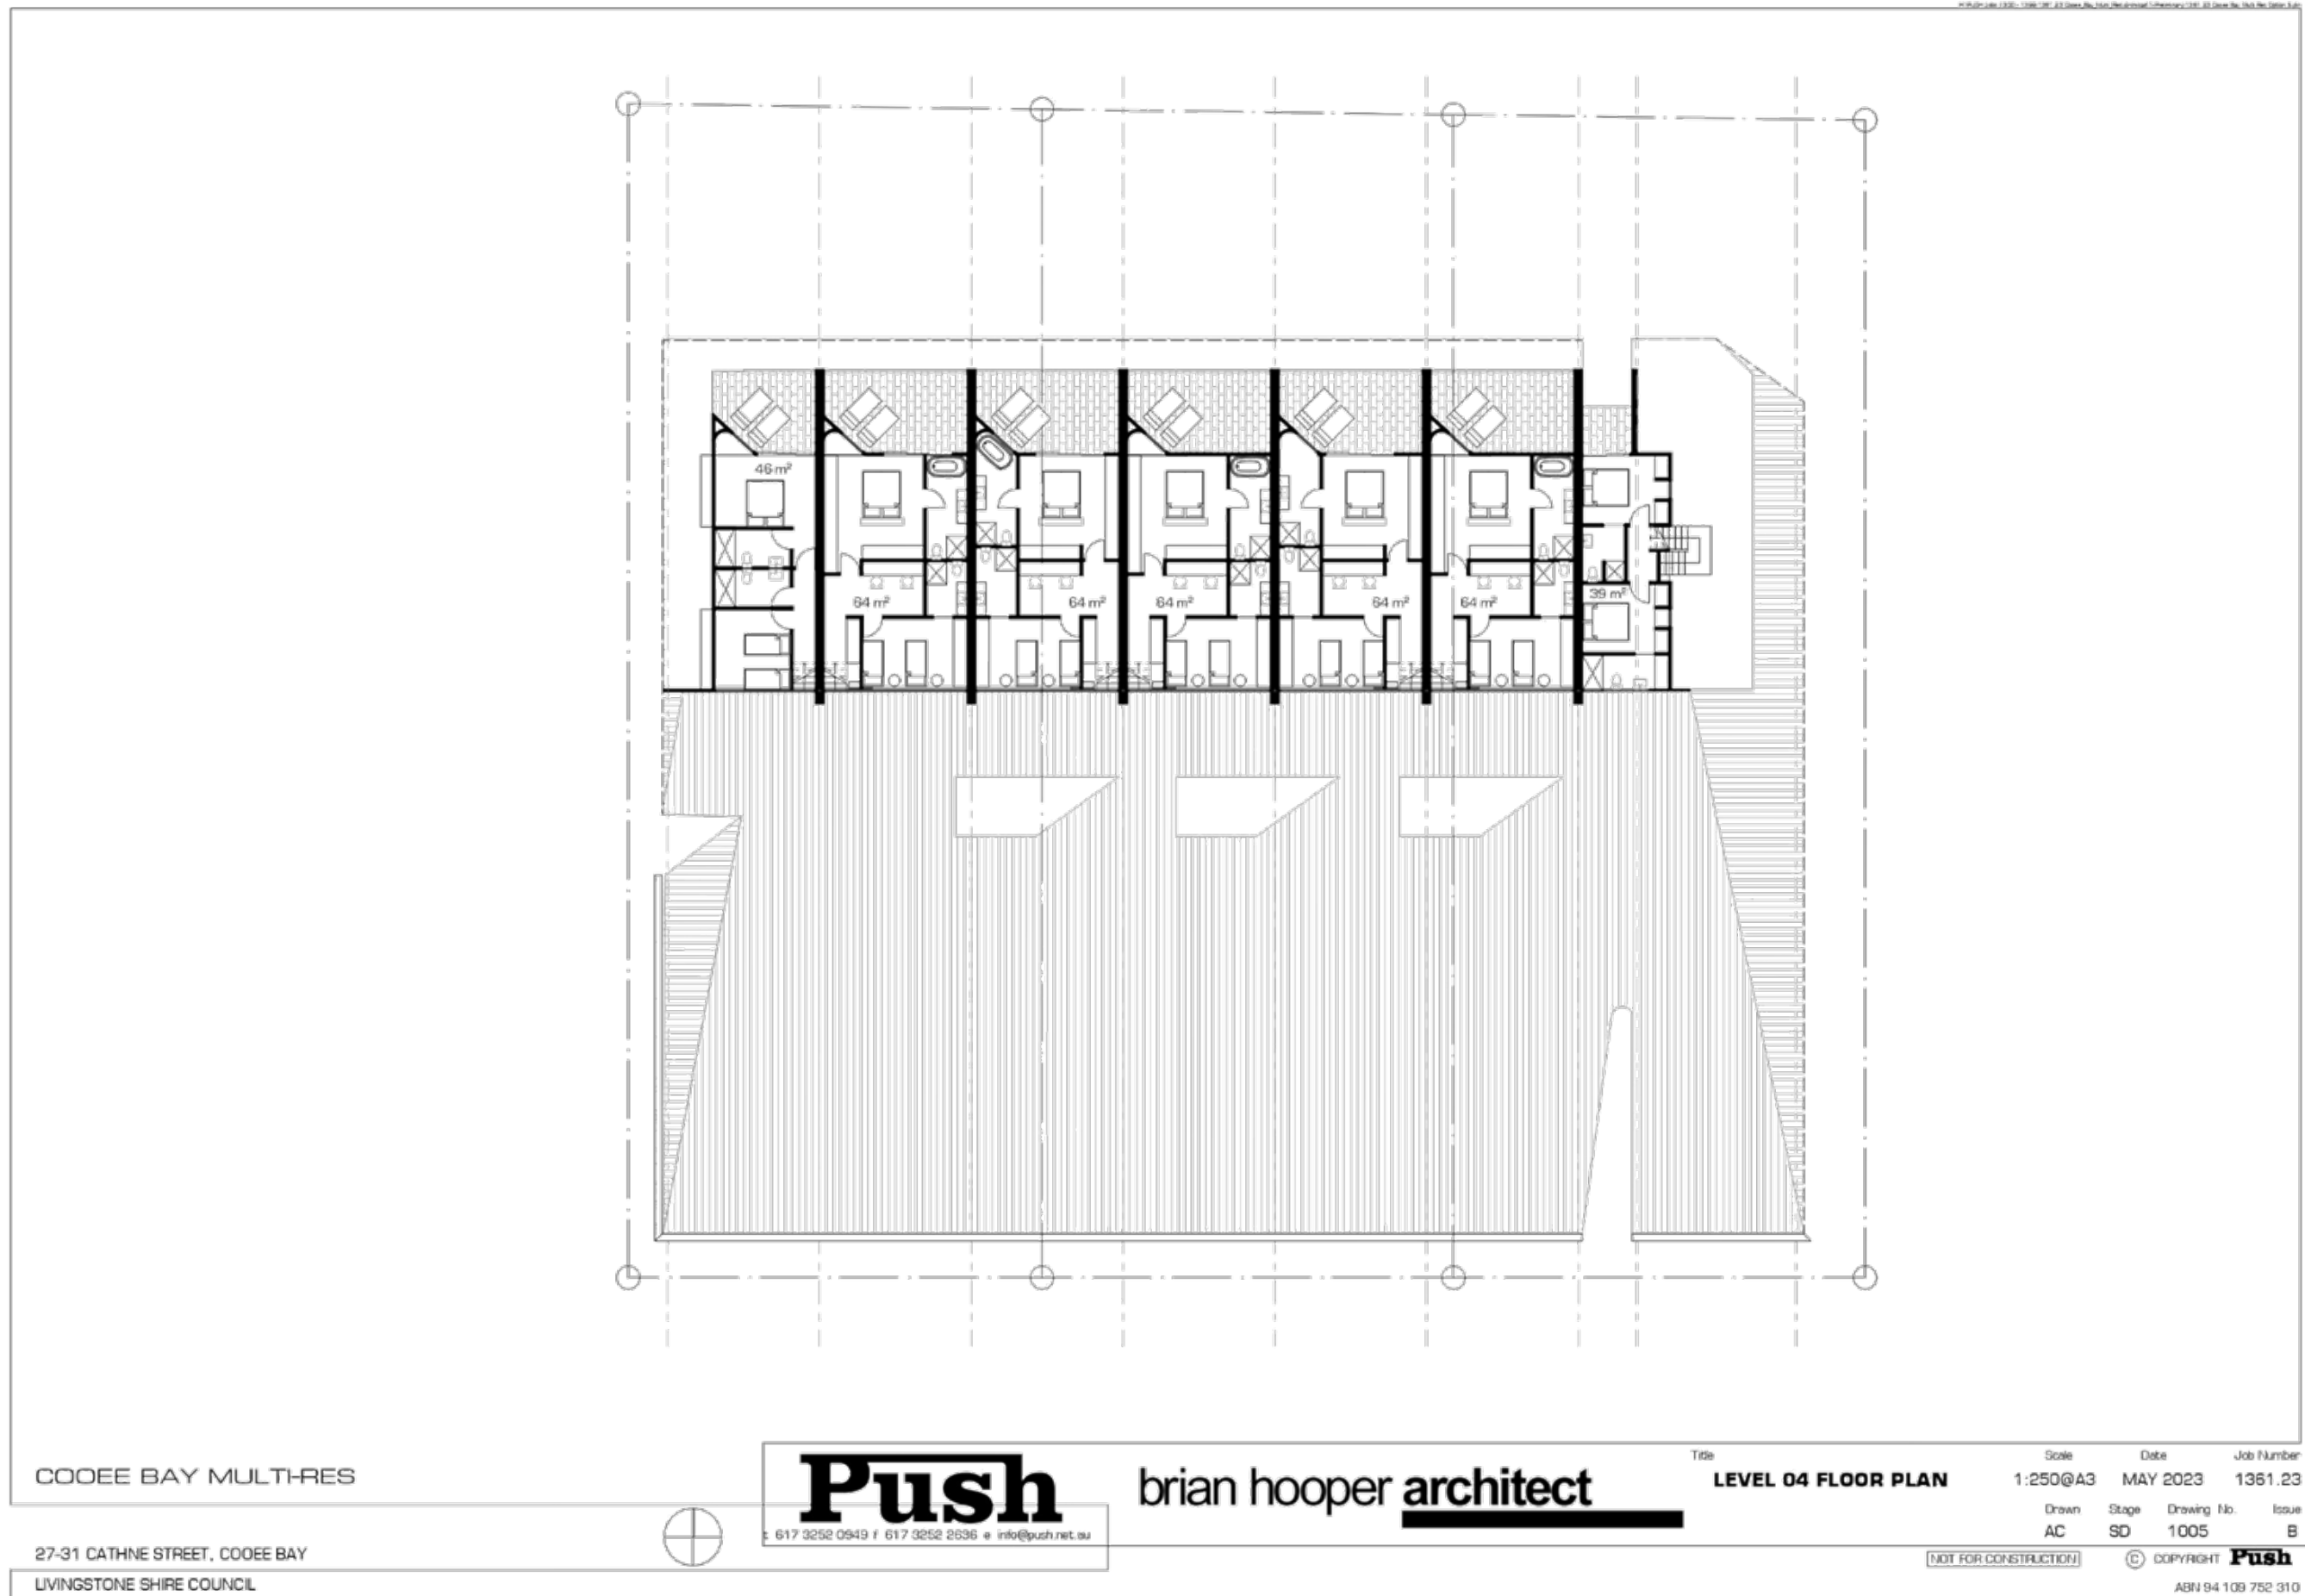 46 m²
64 m²
64 m²
64 m²
64 m²
64 m²
39 m²
COOEE BAY MULTI-RES
27-31 CATHNE STREET, COOEE BAY
LIVINGSTONE SHIRE COUNCIL
Push
t 617 3252 0949 f 617 3252 2636 e info@push.net.au
brian hooper architect
Title
LEVEL 04 FLOOR PLAN
Scale Date Job Number
1:250@A3 MAY 2023 1361.23
Drawn Stage Drawing No. Issue
AC SD 1005 B
NOT FOR CONSTRUCTION © COPYRIGHT Push
ABN 94 109 752 310